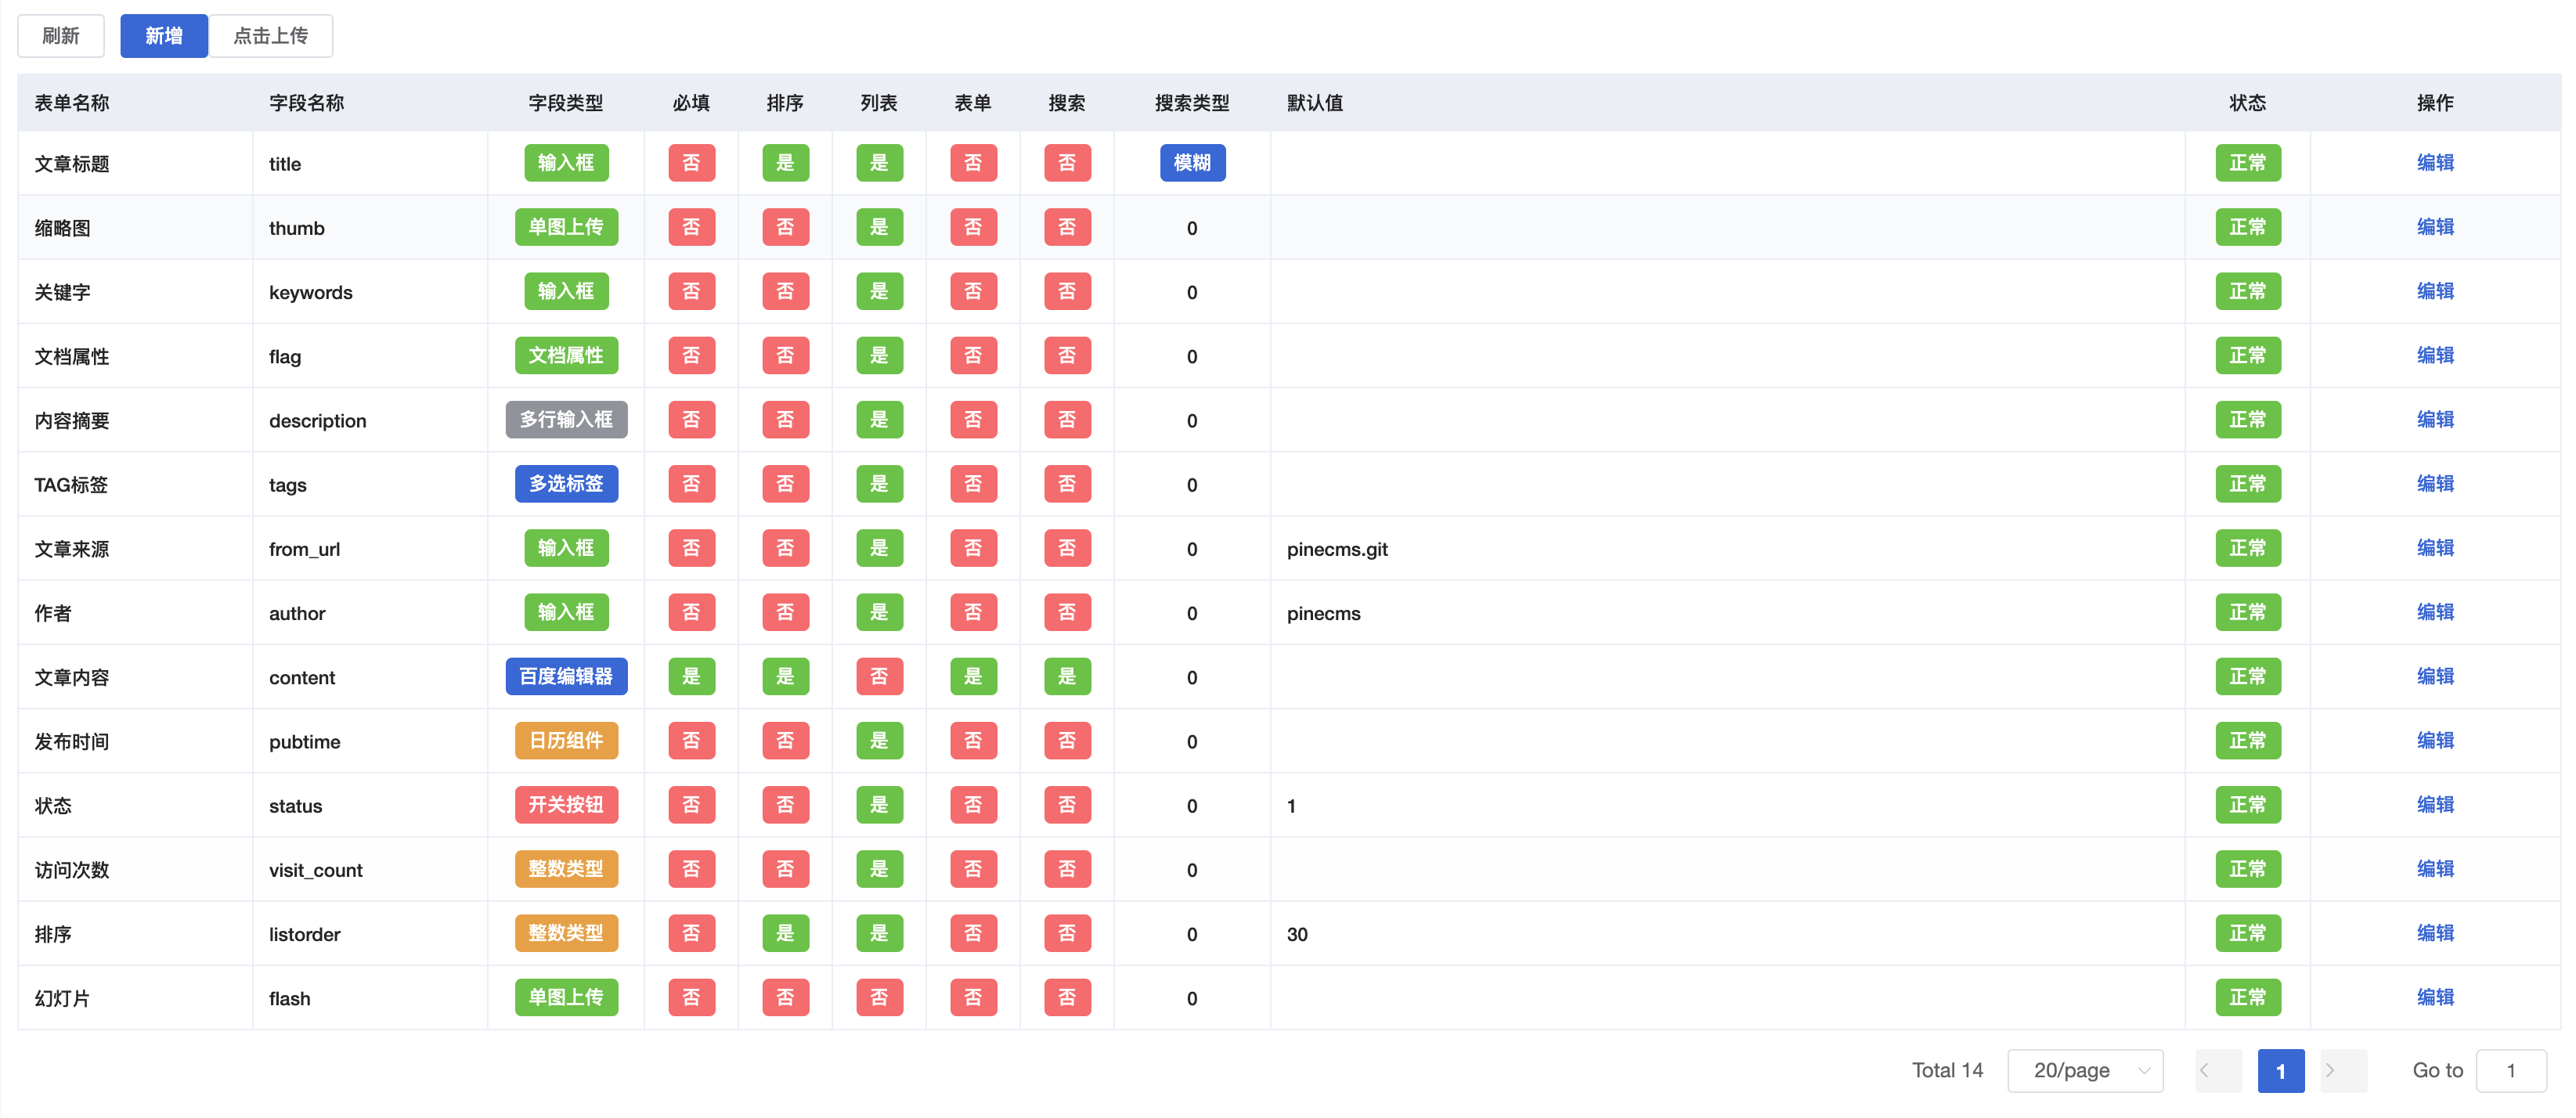 刷新 新增 点击上传
表单名称 字段名称 字段类型 必填 排序 列表 表单 搜索 搜索类型 默认值 状态 操作
文章标题 title 输入框 否 是 是 否 否 模糊 正常 编辑
缩略图 thumb 单图上传 否 否 是 否 否 0 正常 编辑
关键字 keywords 输入框 否 否 是 否 否 0 正常 编辑
文档属性 flag 文档属性 否 否 是 否 否 0 正常 编辑
内容摘要 description 多行输入框 否 否 是 否 否 0 正常 编辑
TAG标签 tags 多选标签 否 否 是 否 否 0 正常 编辑
文章来源 from_url 输入框 否 否 是 否 否 0 pinecms.git 正常 编辑
作者 author 输入框 否 否 是 否 否 0 pinecms 正常 编辑
文章内容 content 百度编辑器 是 是 否 是 是 0 正常 编辑
发布时间 pubtime 日历组件 否 否 是 否 否 0 正常 编辑
状态 status 开关按钮 否 否 是 否 否 0 1 正常 编辑
访问次数 visit_count 整数类型 否 否 是 否 否 0 正常 编辑
排序 listorder 整数类型 否 是 是 否 否 0 30 正常 编辑
幻灯片 flash 单图上传 否 否 否 否 否 0 正常 编辑
Total 14 20/page 1 Go to 1